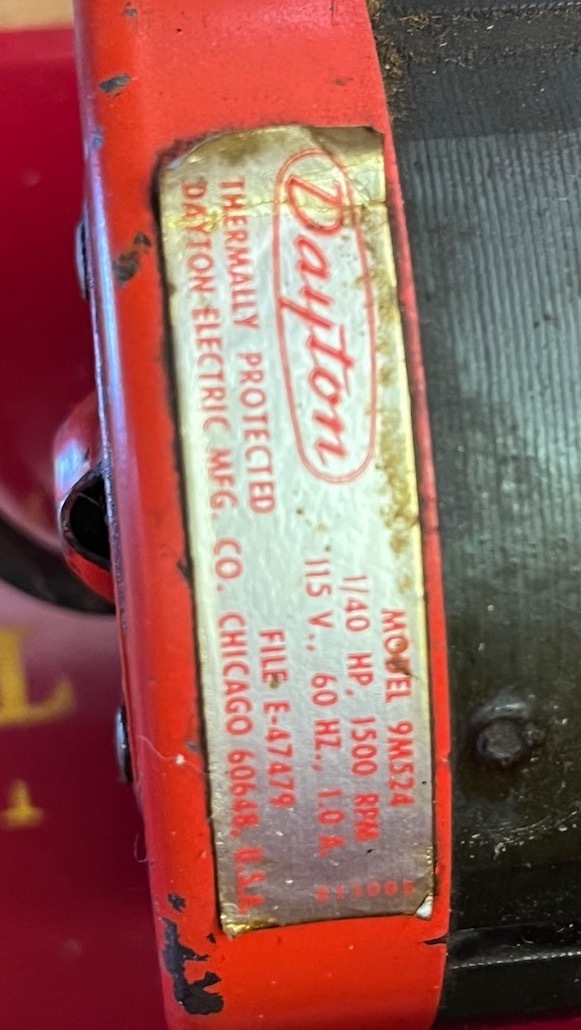 Dayton
MODEL 9M524
1/40 HP, 1500 RPM
115 V., 60 HZ., 1.0 A.
THERMALLY PROTECTED FILE E-47479
DAYTON ELECTRIC MFG. CO. CHICAGO 60648, U.S.A.
L